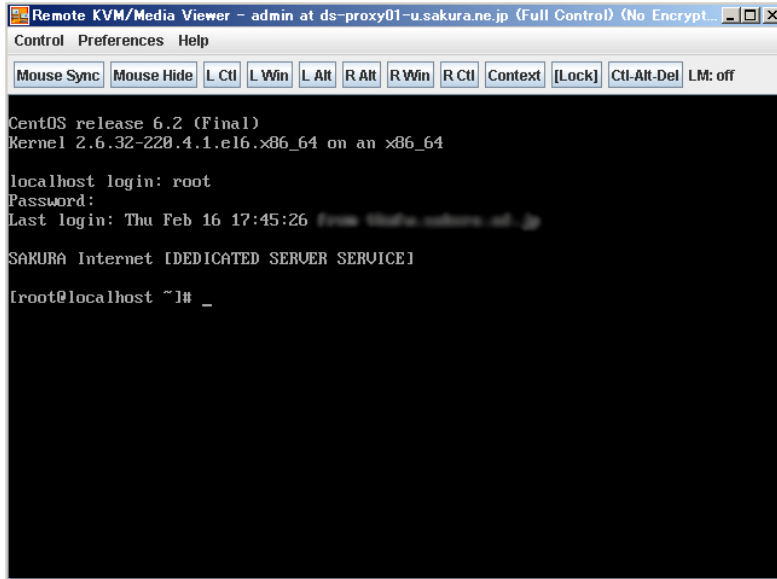 Remote KVM/Media Viewer - admin at ds-proxy01-u.sakura.ne.jp (Full Control) (No Encrypt...
Control Preferences Help
Mouse Sync Mouse Hide L Ctl L Win L Alt R Alt R Win R Ctl Context [Lock] Ctl-Alt-Del LM: off
CentOS release 6.2 (Final)
Kernel 2.6.32-220.4.1.el6.x86_64 on an x86_64
localhost login: root
Password:
Last login: Thu Feb 16 17:45:26
SAKURA Internet [DEDICATED SERVER SERVICE]
[root@localhost ~]# _